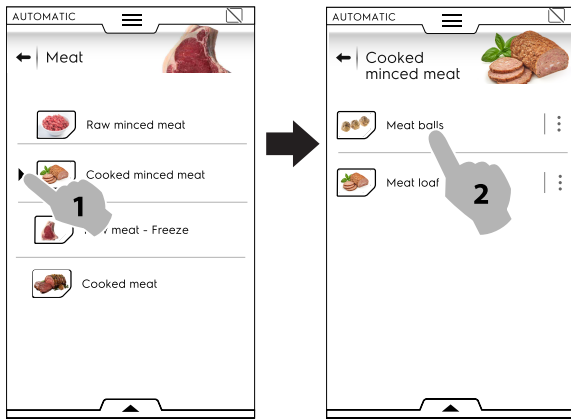 AUTOMATIC
Meat
Raw minced meat
Cooked minced meat
meat - Freeze
Cooked meat
1
AUTOMATIC
Cooked
minced meat
Meat balls
Meat loaf
2